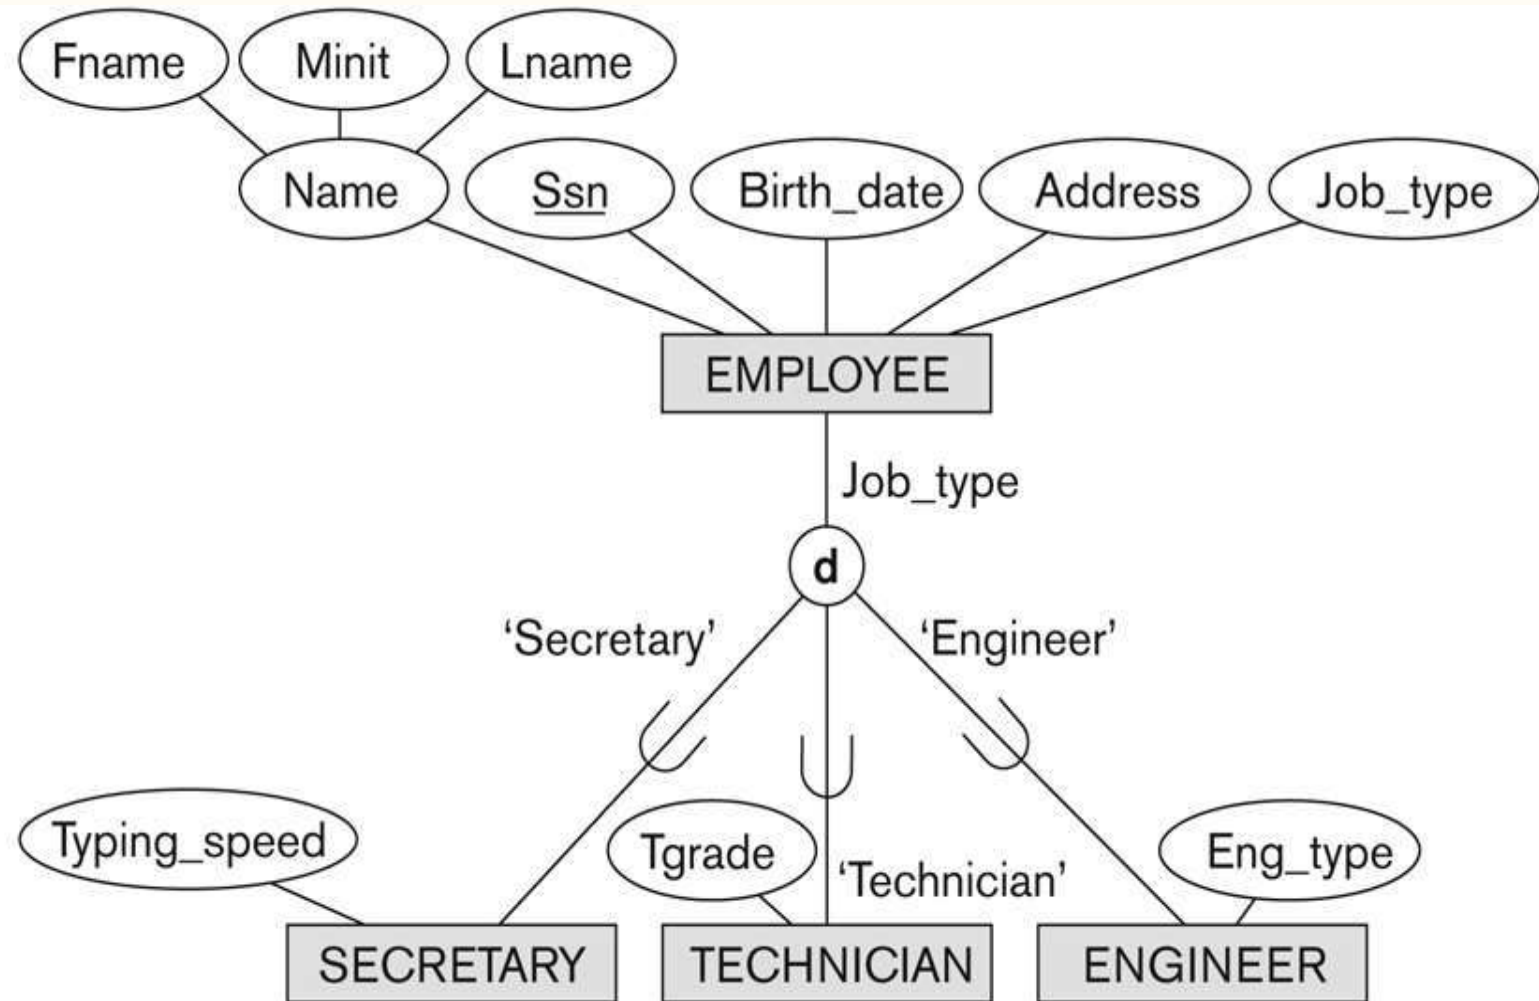 Fname
Minit
Lname
Name
Ssn
Birth_date
Address
Job_type
EMPLOYEE
Job_type
d
‘Secretary’
‘Engineer’
Typing_speed
Tgrade
‘Technician’
Eng_type
SECRETARY
TECHNICIAN
ENGINEER